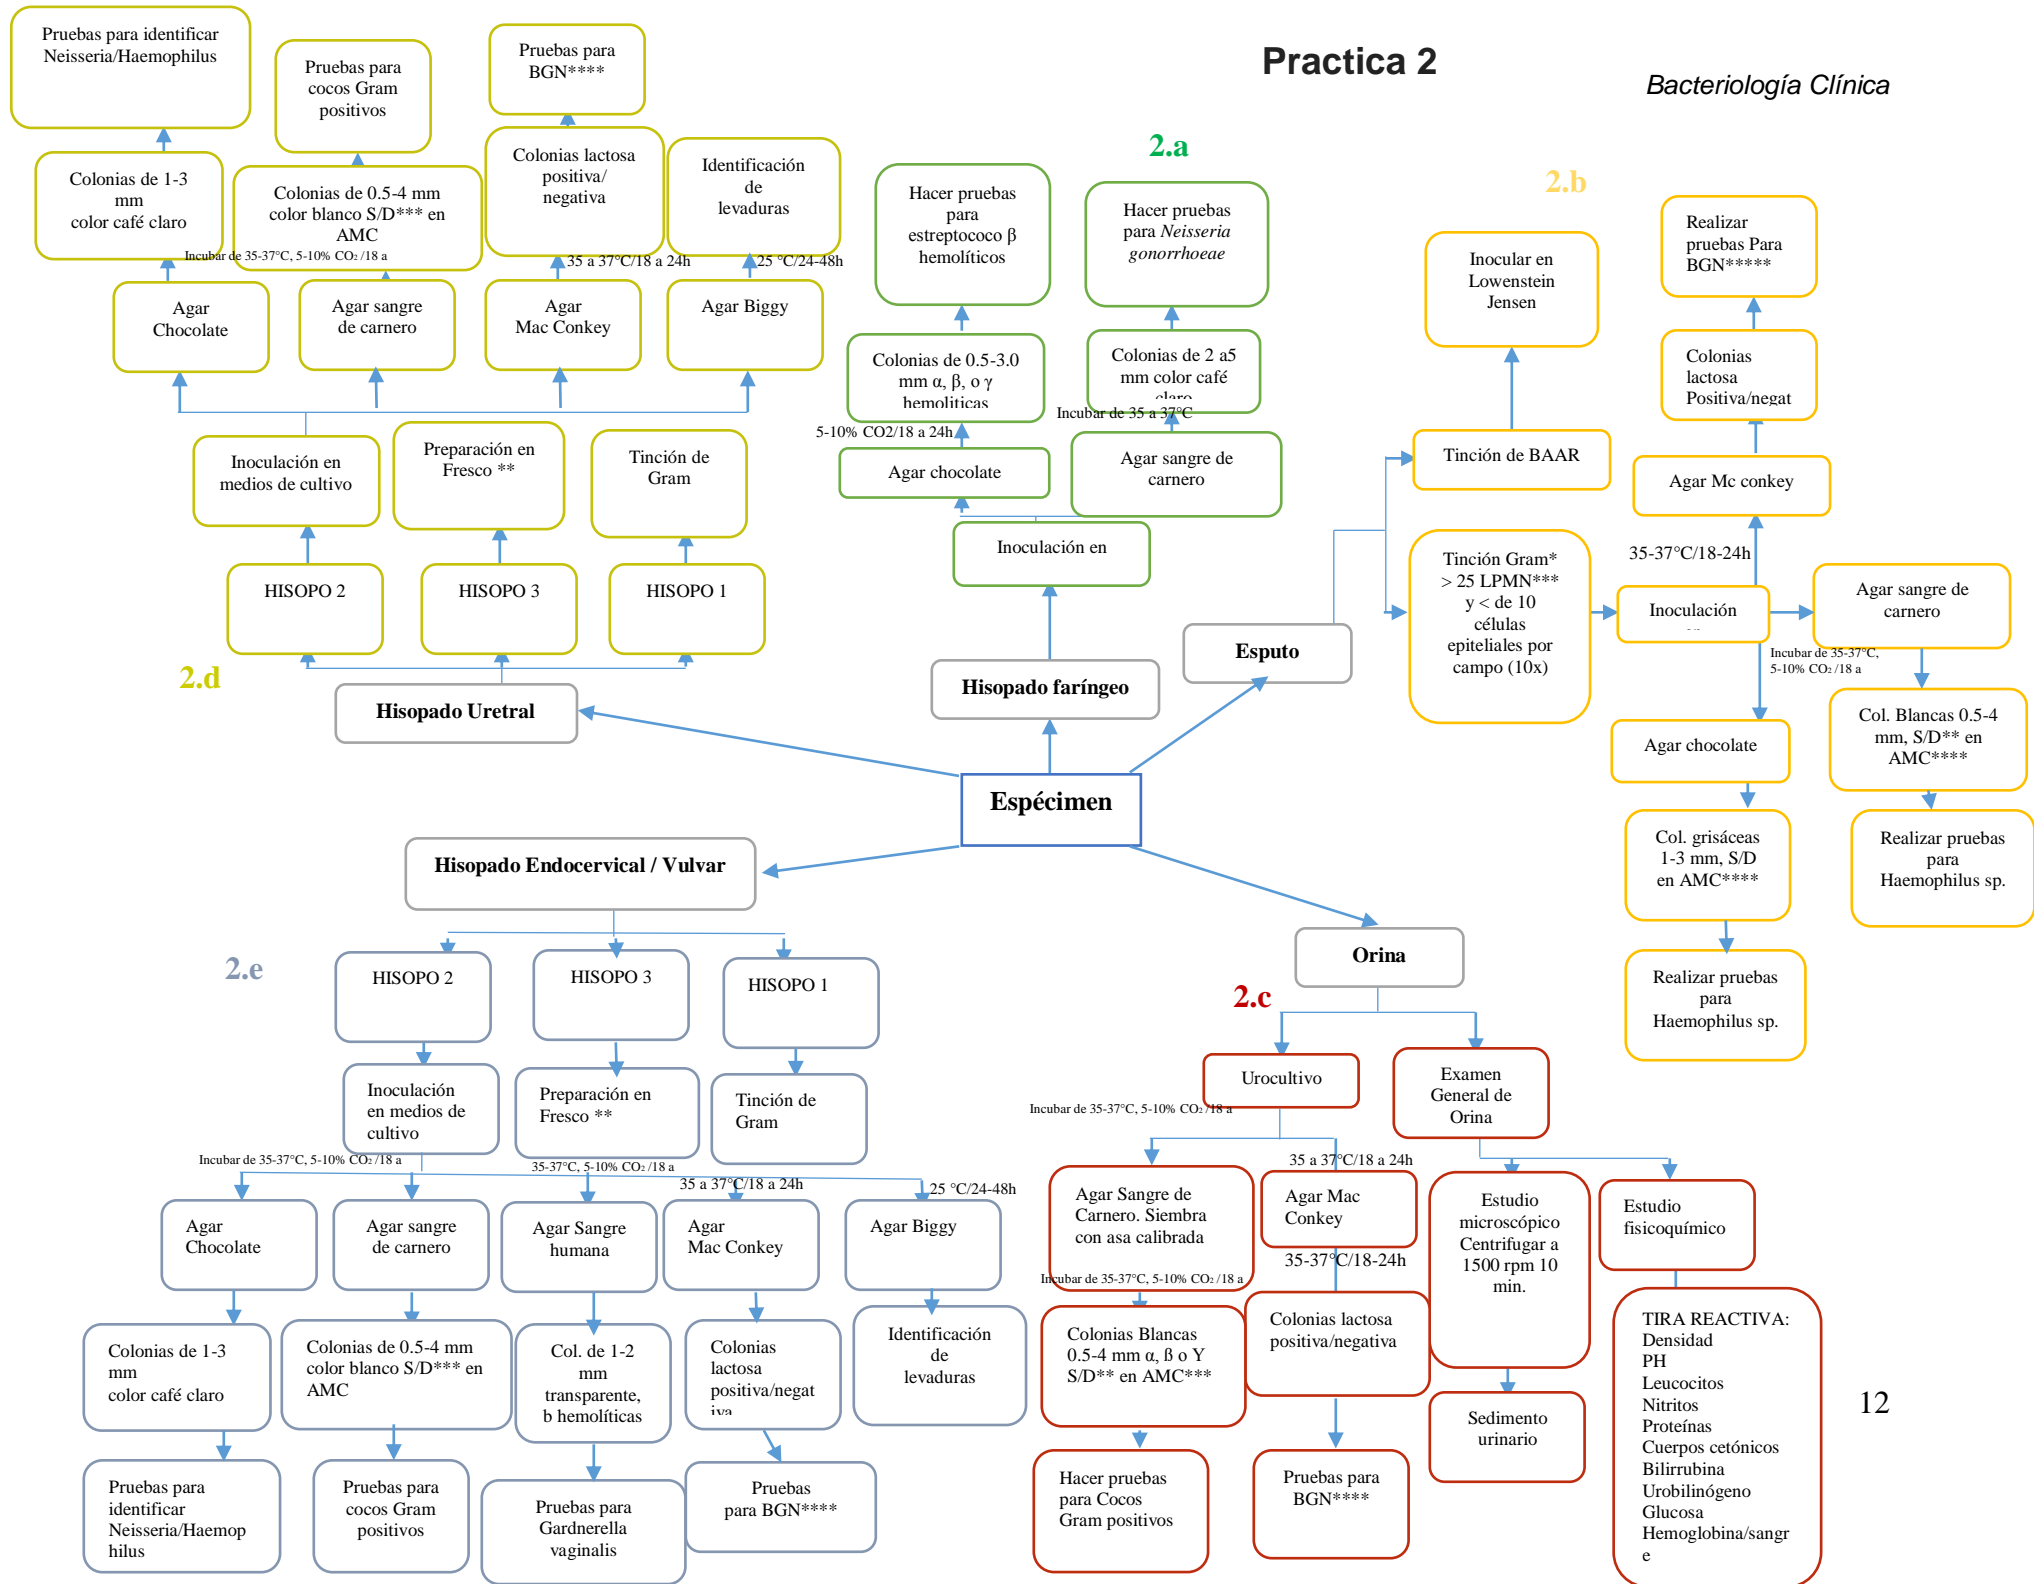 Practica 2
Bacteriología Clínica
2.d
Pruebas para identificar
Neisseria/Haemophilus
Pruebas para
cocos Gram
positivos
Pruebas para
BGN****
Colonias de 1-3
mm
color café claro
Colonias de 0.5-4 mm
color blanco S/D*** en
AMC
Colonias lactosa
positiva/
negativa
Identificación
de
levaduras
Incubar de 35-37°C, 5-10% CO2 /18 a
35 a 37°C/18 a 24h
25 °C/24-48h
Agar
Chocolate
Agar sangre
de carnero
Agar
Mac Conkey
Agar Biggy
Inoculación en
medios de cultivo
Preparación en
Fresco **
Tinción de
Gram
HISOPO 2
HISOPO 3
HISOPO 1
Hisopado Uretral
2.a
Hacer pruebas
para
estreptococo β
hemolíticos
Hacer pruebas
para Neisseria
gonorrhoeae
Colonias de 0.5-3.0
mm α, β, o γ
hemolíticas
Colonias de 2 a5
mm color café
claro
Incubar de 35 a 37°C
5-10% CO2/18 a 24h
Agar chocolate
Agar sangre de
carnero
Inoculación en
Hisopado faríngeo
2.b
Inocular en
Lowenstein
Jensen
Realizar
pruebas Para
BGN*****
Colonias
lactosa
Positiva/negat
Tinción de BAAR
Agar Mc conkey
Tinción Gram*
> 25 LPMN***
y < de 10
células
epiteliales por
campo (10x)
35-37°C/18-24h
Inoculación
Agar sangre de
carnero
Incubar de 35-37°C,
5-10% CO2 /18 a
Esputo
Agar chocolate
Col. Blancas 0.5-4
mm, S/D** en
AMC****
Col. grisáceas
1-3 mm, S/D
en AMC****
Realizar pruebas
para
Haemophilus sp.
Realizar pruebas
para
Haemophilus sp.
Espécimen
Hisopado Endocervical / Vulvar
2.e
HISOPO 2
HISOPO 3
HISOPO 1
Inoculación
en medios de
cultivo
Preparación en
Fresco **
Tinción de
Gram
Incubar de 35-37°C, 5-10% CO2 /18 a
35-37°C, 5-10% CO2 /18 a
35 a 37°C/18 a 24h
25 °C/24-48h
Agar
Chocolate
Agar sangre
de carnero
Agar Sangre
humana
Agar
Mac Conkey
Agar Biggy
Colonias de 1-3
mm
color café claro
Colonias de 0.5-4 mm
color blanco S/D*** en
AMC
Col. de 1-2
mm
transparente,
b hemolíticas
Colonias
lactosa
positiva/negat
iva
Identificación
de
levaduras
Pruebas para
identificar
Neisseria/Haemop
hilus
Pruebas para
cocos Gram
positivos
Pruebas para
Gardnerella
vaginalis
Pruebas
para BGN****
Orina
2.c
Urocultivo
Examen
General de
Orina
Incubar de 35-37°C, 5-10% CO2 /18 a
35 a 37°C/18 a 24h
Agar Sangre de
Carnero. Siembra
con asa calibrada
Agar Mac
Conkey
Estudio
microscópico
Centrifugar a
1500 rpm 10
min.
Estudio
fisicoquímico
Incubar de 35-37°C, 5-10% CO2 /18 a
35-37°C/18-24h
Colonias Blancas
0.5-4 mm α, ß o Y
S/D** en AMC***
Colonias lactosa
positiva/negativa
Sedimento
urinario
TIRA REACTIVA:
Densidad
PH
Leucocitos
Nitritos
Proteínas
Cuerpos cetónicos
Bilirrubina
Urobilinógeno
Glucosa
Hemoglobina/sangr
e
Hacer pruebas
para Cocos
Gram positivos
Pruebas para
BGN****
12